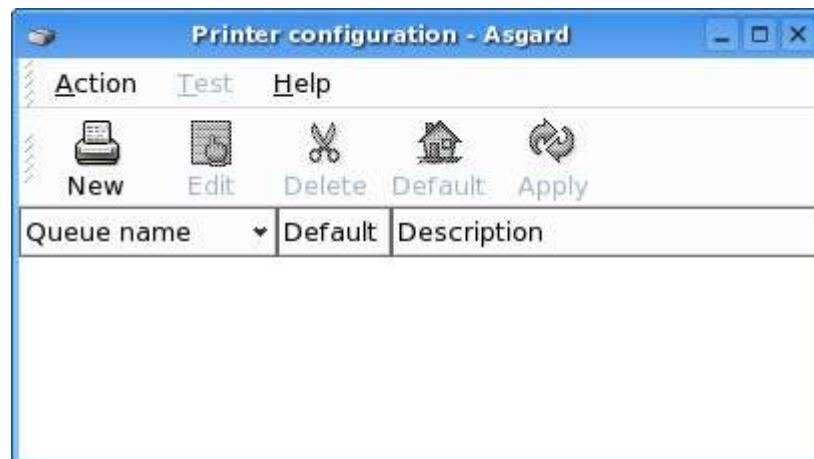 Printer configuration - Asgard
Action Test Help
New Edit Delete Default Apply
Queue name Default Description